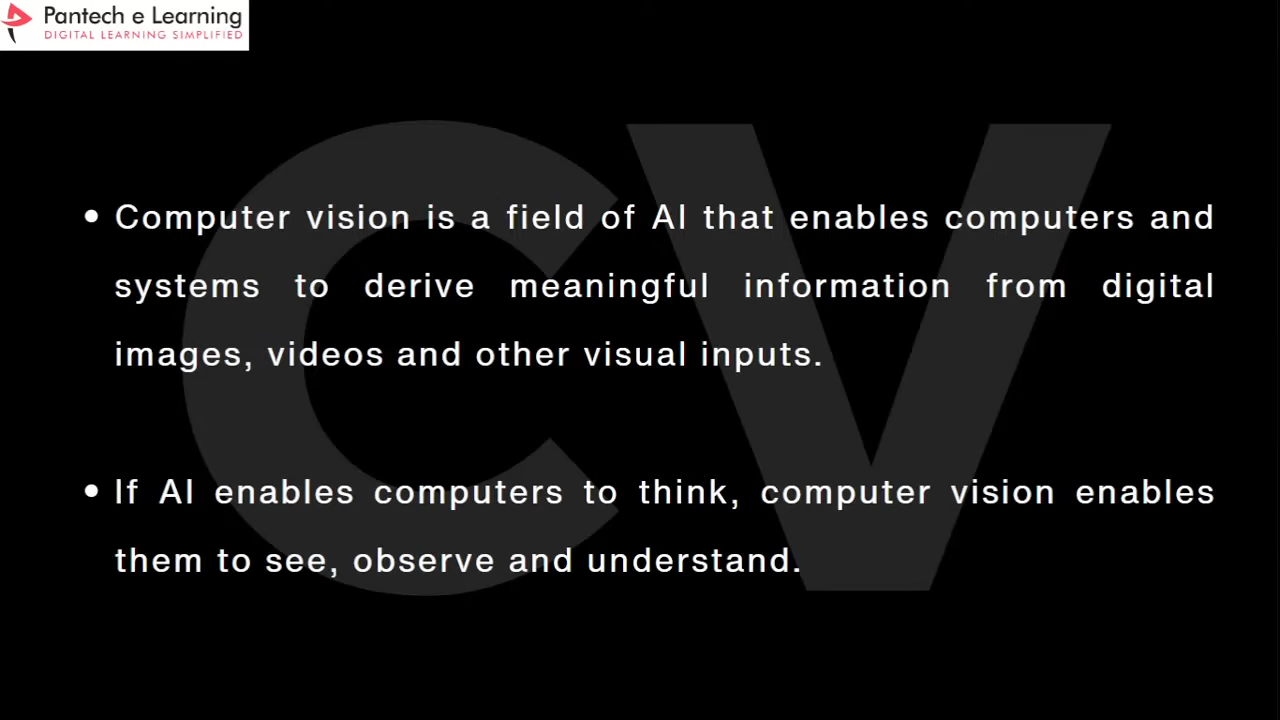 Pantech e Learning
DIGITAL LEARNING SIMPLIFIED
CV
• Computer vision is a field of AI that enables computers and
systems to derive meaningful information from digital
images, videos and other visual inputs.
• If AI enables computers to think, computer vision enables
them to see, observe and understand.